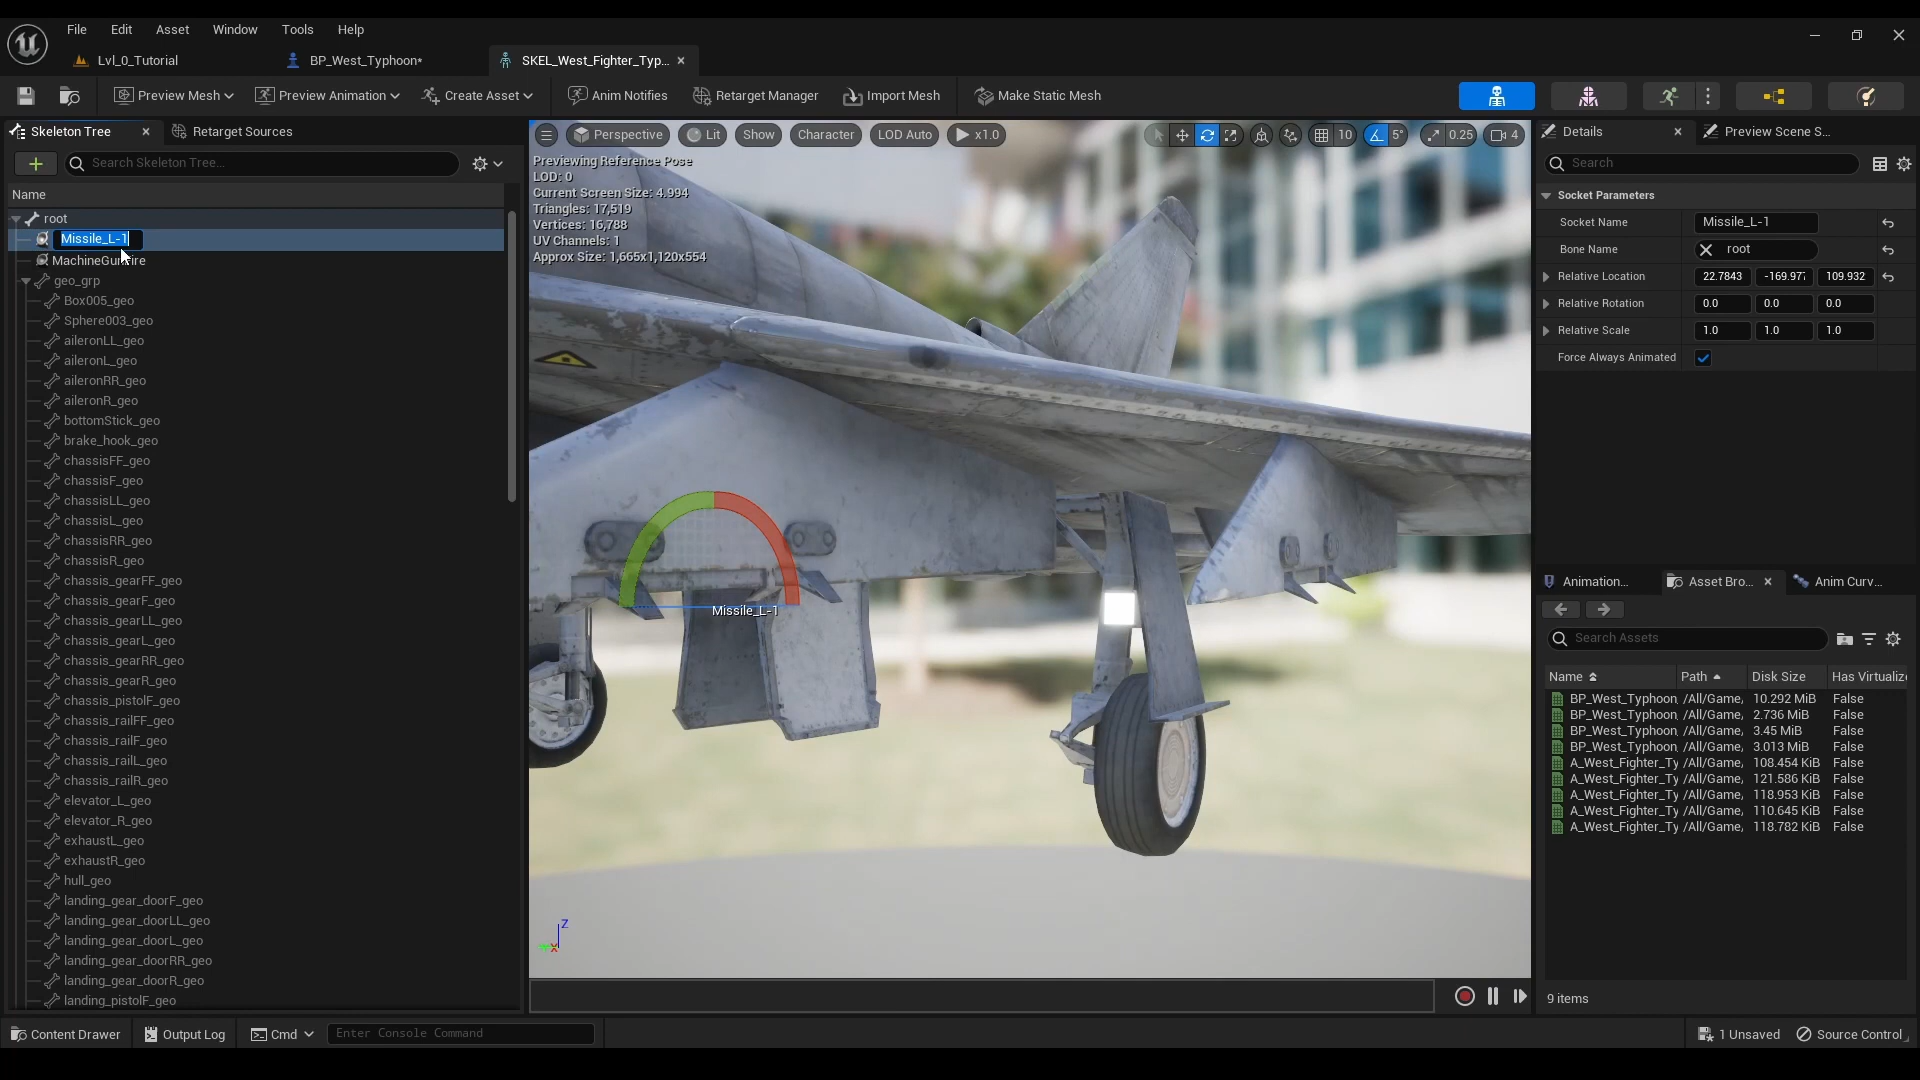 File Edit Asset Window Tools Help
Lvl_0_Tutorial BP_West_Typhoon* SKEL_West_Fighter_Typ...
Preview Mesh Preview Animation Create Asset Anim Notifies Retarget Manager Import Mesh Make Static Mesh
Skeleton Tree Retarget Sources
Search Skeleton Tree...
Name
root
Missile_L-1
geo_grp
Box005_geo
Sphere003_geo
aileronLL_geo
aileronL_geo
aileronRR_geo
aileronR_geo
bottomStick_geo
brake_hook_geo
chassisFF_geo
chassisF_geo
chassisLL_geo
chassisL_geo
chassisRR_geo
chassisR_geo
chassis_gearFF_geo
chassis_gearF_geo
chassis_gearLL_geo
chassis_gearL_geo
chassis_gearRR_geo
chassis_gearR_geo
chassis_pistolF_geo
chassis_railFF_geo
chassis_railF_geo
chassis_railL_geo
chassis_railR_geo
elevator_L_geo
elevator_R_geo
exhaustL_geo
exhaustR_geo
hull_geo
landing_gear_doorF_geo
landing_gear_doorLL_geo
landing_gear_doorL_geo
landing_gear_doorRR_geo
landing_gear_doorR_geo
landing_pistolF_geo
Perspective Lit Show Character LOD Auto x1.0 10 5° 0.25 4
Previewing Reference Pose
LOD: 0
Current Screen Size: 4.994
Triangles: 17,519
Vertices: 16,788
UV Channels: 1
Approx Size: 1,665x1,120x554
Missile_L-1
Z
X
Details Preview Scene S...
Search
Socket Parameters
Socket Name Missile_L-1
Bone Name root
Relative Location 22.7843 -169.977 109.932
Relative Rotation 0.0 0.0 0.0
Relative Scale 1.0 1.0 1.0
Force Always Animated
Animation... Asset Bro... Anim Curv...
Search Assets
Name Path Disk Size Has Virtualize
BP_West_Typhoon /All/Game, 10.292 MiB False
BP_West_Typhoon /All/Game, 2.736 MiB False
BP_West_Typhoon /All/Game, 3.45 MiB False
BP_West_Typhoon /All/Game, 3.013 MiB False
A_West_Fighter_Ty /All/Game, 108.454 KiB False
A_West_Fighter_Ty /All/Game, 121.586 KiB False
A_West_Fighter_Ty /All/Game, 118.953 KiB False
A_West_Fighter_Ty /All/Game, 110.645 KiB False
A_West_Fighter_Ty /All/Game, 118.782 KiB False
9 items
Content Drawer Output Log Cmd Enter Console Command 1 Unsaved Source Control